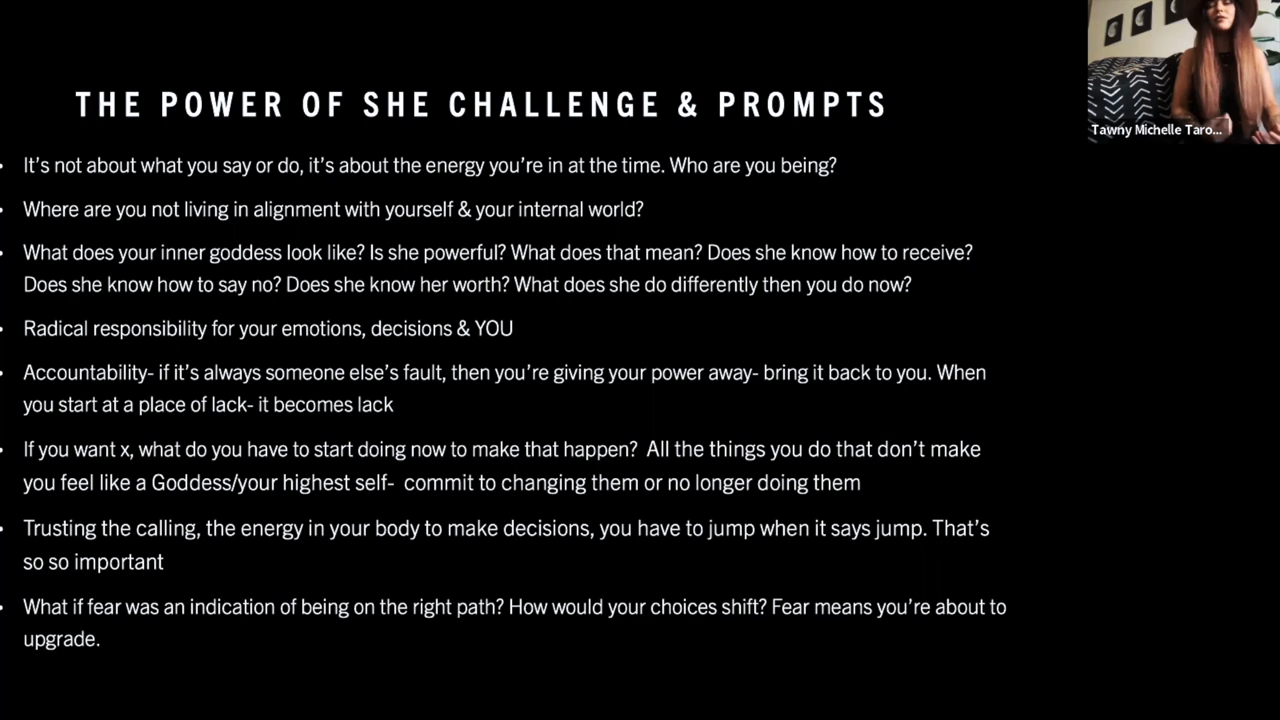 THE POWER OF SHE CHALLENGE & PROMPTS
Tawny Michelle Taro...
• It's not about what you say or do, it's about the energy you're in at the time. Who are you being?
• Where are you not living in alignment with yourself & your internal world?
• What does your inner goddess look like? Is she powerful? What does that mean? Does she know how to receive?
Does she know how to say no? Does she know her worth? What does she do differently then you do now?
• Radical responsibility for your emotions, decisions & YOU
• Accountability- if it's always someone else's fault, then you're giving your power away- bring it back to you. When
you start at a place of lack- it becomes lack
• If you want x, what do you have to start doing now to make that happen?  All the things you do that don't make
you feel like a Goddess/your highest self-  commit to changing them or no longer doing them
• Trusting the calling, the energy in your body to make decisions, you have to jump when it says jump. That's
so so important
• What if fear was an indication of being on the right path? How would your choices shift? Fear means you're about to
upgrade.